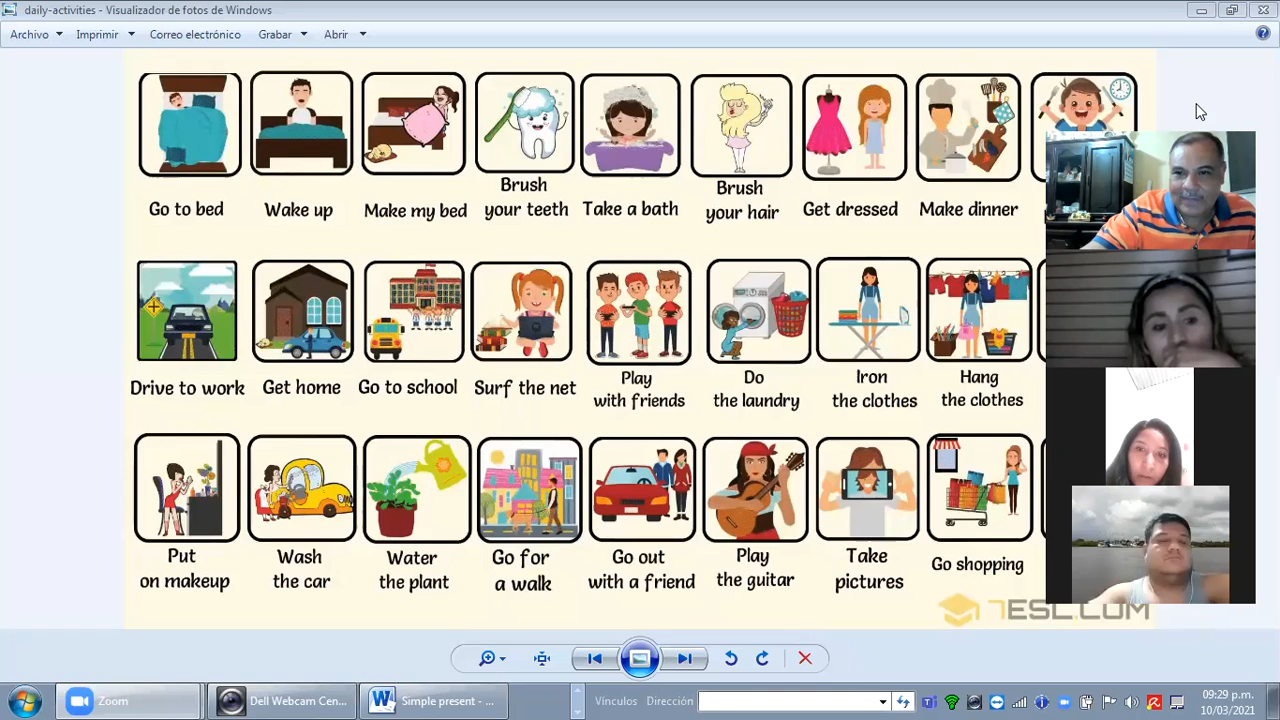 daily-activities - Visualizador de fotos de Windows
Archivo Imprimir Correo electrónico Grabar Abrir
Go to bed
Wake up
Make my bed
Brush
your teeth
Take a bath
Brush
your hair
Get dressed
Make dinner
Drive to work
Get home
Go to school
Surf the net
Play
with friends
Do
the laundry
Iron
the clothes
Hang
the clothes
Put
on makeup
Wash
the car
Water
the plant
Go for
a walk
Go out
with a friend
Play
the guitar
Take
pictures
Go shopping
7ESL.COM
Zoom
Dell Webcam Cen...
Simple present - ...
Vínculos
Dirección
09:29 p.m.
10/03/2021